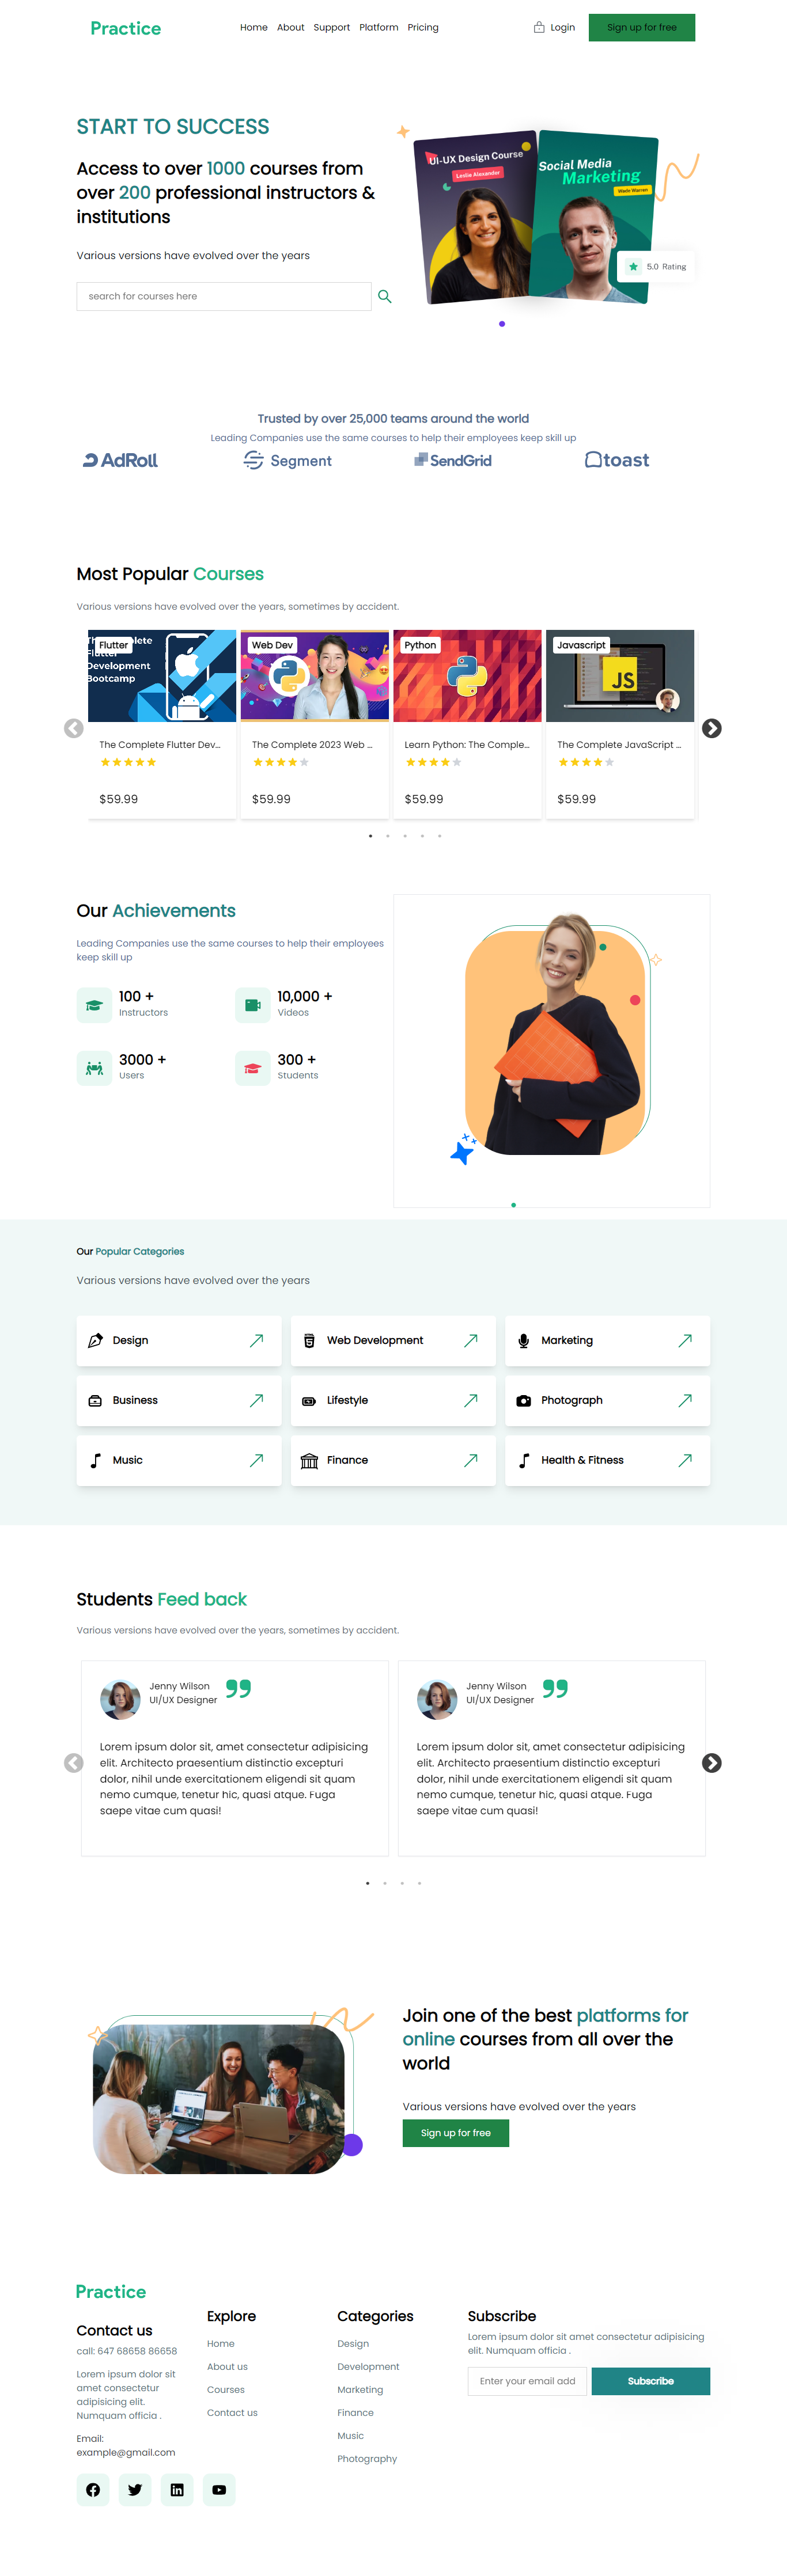 Practice
Home About Support Platform Pricing
Login
Sign up for free
START TO SUCCESS
Access to over 1000 courses from
over 200 professional instructors &
institutions
Various versions have evolved over the years
search for courses here
UI-UX Design Course
Leslie Alexander
Social Media
Marketing
Wade Warren
5.0 Rating
Trusted by over 25,000 teams around the world
Leading Companies use the same courses to help their employees keep skill up
AdRoll
Segment
SendGrid
toast
Most Popular Courses
Various versions have evolved over the years, sometimes by accident.
Flutter
Development
Bootcamp
The Complete Flutter Dev...
$59.99
Web Dev
The Complete 2023 Web ...
$59.99
Python
Learn Python: The Comple...
$59.99
Javascript
JS
The Complete JavaScript ...
$59.99
Our Achievements
Leading Companies use the same courses to help their employees
keep skill up
100 +
Instructors
10,000 +
Videos
3000 +
Users
300 +
Students
Our Popular Categories
Various versions have evolved over the years
Design
Web Development
Marketing
Business
Lifestyle
Photograph
Music
Finance
Health & Fitness
Students Feed back
Various versions have evolved over the years, sometimes by accident.
Jenny Wilson
UI/UX Designer
Lorem ipsum dolor sit, amet consectetur adipisicing
elit. Architecto praesentium distinctio excepturi
dolor, nihil unde exercitationem eligendi sit quam
nemo cumque, tenetur hic, quasi atque. Fuga
saepe vitae cum quasi!
Jenny Wilson
UI/UX Designer
Lorem ipsum dolor sit, amet consectetur adipisicing
elit. Architecto praesentium distinctio excepturi
dolor, nihil unde exercitationem eligendi sit quam
nemo cumque, tenetur hic, quasi atque. Fuga
saepe vitae cum quasi!
Join one of the best platforms for
online courses from all over the
world
Various versions have evolved over the years
Sign up for free
Practice
Contact us
call: 647 68658 86658
Lorem ipsum dolor sit
amet consectetur
adipisicing elit.
Numquam officia .
Email:
example@gmail.com
Explore
Home
About us
Courses
Contact us
Categories
Design
Development
Marketing
Finance
Music
Photography
Subscribe
Lorem ipsum dolor sit amet consectetur adipisicing
elit. Numquam officia .
Enter your email add
Subscribe